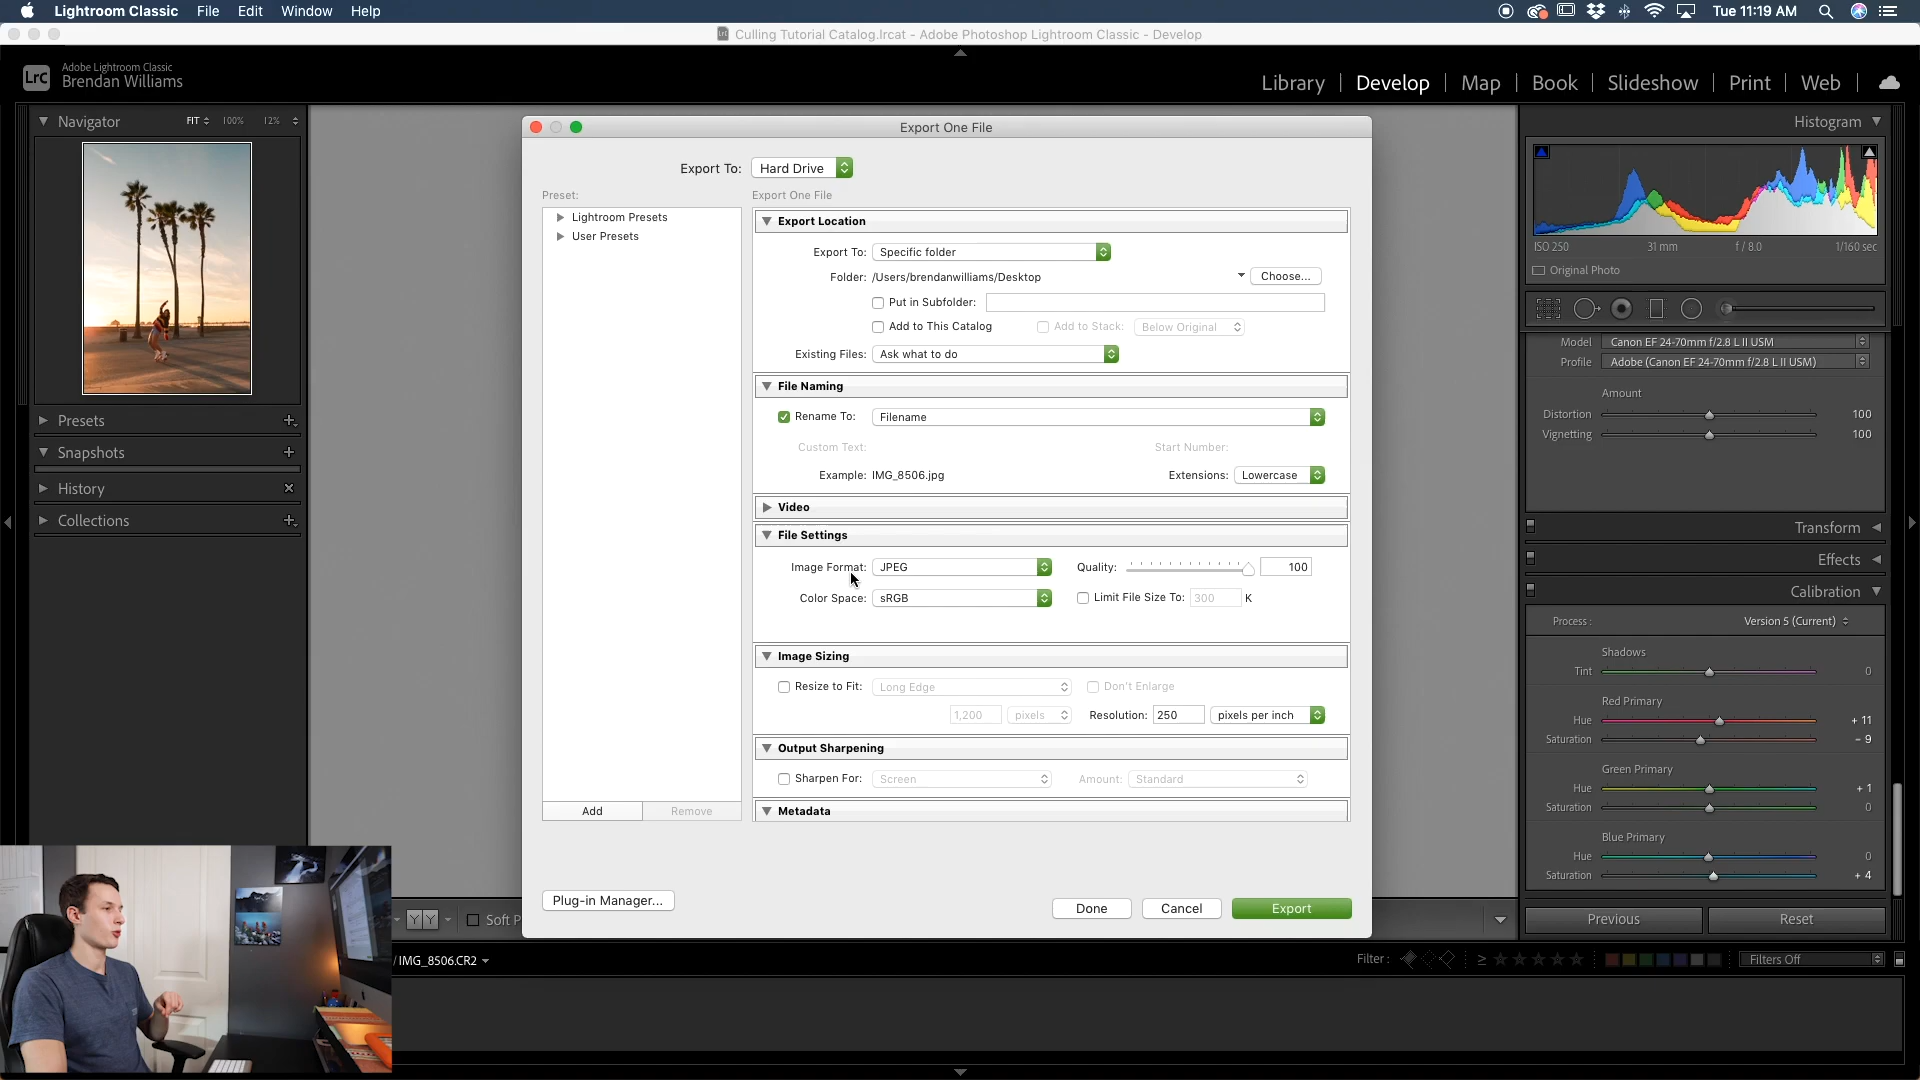 Lightroom Classic File Edit Window Help
Tue 11:19 AM
Culling Tutorial Catalog.lrcat - Adobe Photoshop Lightroom Classic - Develop
LrC
Adobe Lightroom Classic
Brendan Williams
Library | Develop | Map | Book | Slideshow | Print | Web
Navigator FIT 100% 12%
Presets
Snapshots
History
Collections
Export One File
Export To: Hard Drive
Preset:
Lightroom Presets
User Presets
Add Remove
Export One File
Export Location
Export To: Specific folder
Folder: /Users/brendanwilliams/Desktop Choose...
Put in Subfolder:
Add to This Catalog Add to Stack: Below Original
Existing Files: Ask what to do
File Naming
Rename To: Filename
Custom Text: Start Number:
Example: IMG_8506.jpg Extensions: Lowercase
Video
File Settings
Image Format: JPEG Quality: 100
Color Space: sRGB Limit File Size To: 300 K
Image Sizing
Resize to Fit: Long Edge Don't Enlarge
1,200 pixels Resolution: 250 pixels per inch
Output Sharpening
Sharpen For: Screen Amount: Standard
Metadata
Plug-in Manager... Done Cancel Export
Histogram
ISO 250 31 mm f / 8.0 1/160 sec
Original Photo
Model Canon EF 24-70mm f/2.8 L II USM
Profile Adobe (Canon EF 24-70mm f/2.8 L II USM)
Amount
Distortion 100
Vignetting 100
Transform
Effects
Calibration
Process : Version 5 (Current)
Shadows
Tint 0
Red Primary
Hue + 11
Saturation - 9
Green Primary
Hue + 1
Saturation 0
Blue Primary
Hue 0
Saturation + 4
Previous Reset
YY Soft P
/ IMG_8506.CR2
Filter : ≥ Filters Off